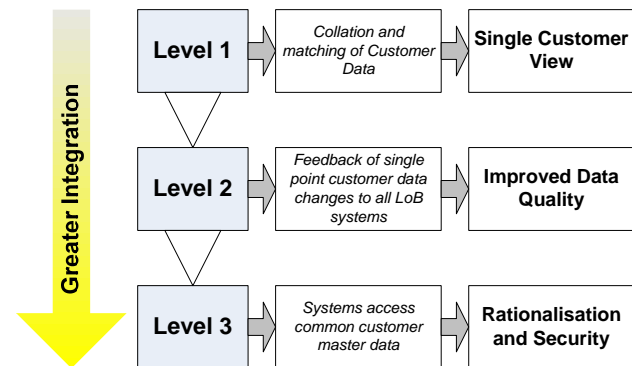 Greater Integration
Level 1
Collation and
matching of Customer
Data
Single Customer
View
Level 2
Feedback of single
point customer data
changes to all LoB
systems
Improved Data
Quality
Level 3
Systems access
common customer
master data
Rationalisation
and Security